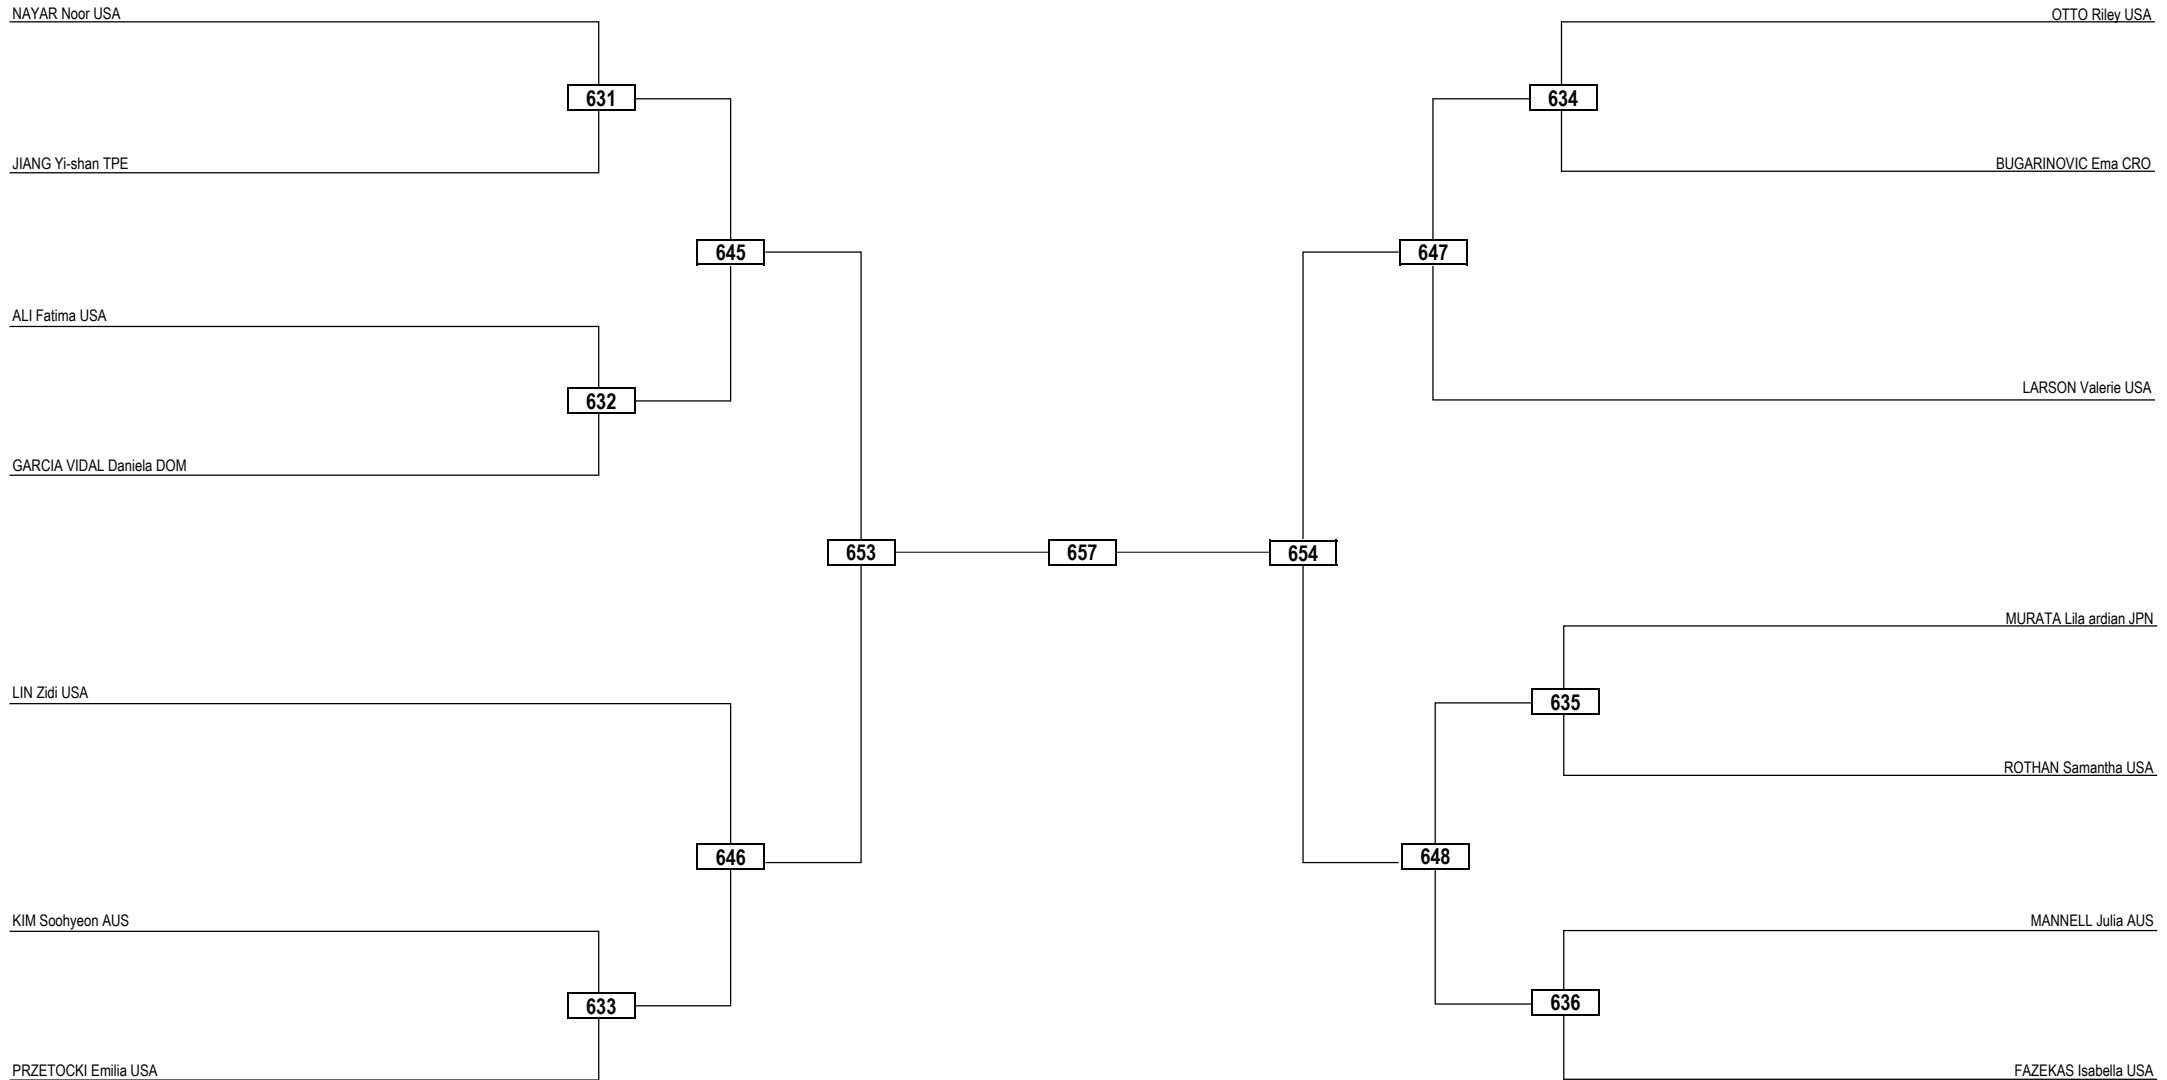 NAYAR Noor USA
OTTO Riley USA
631
634
JIANG Yi-shan TPE
BUGARINOVIC Ema CRO
645
647
ALI Fatima USA
LARSON Valerie USA
632
GARCIA VIDAL Daniela DOM
653
657
654
MURATA Lila ardian JPN
LIN Zidi USA
635
ROTHAN Samantha USA
646
648
KIM Soohyeon AUS
MANNELL Julia AUS
633
636
PRZETOCKI Emilia USA
FAZEKAS Isabella USA